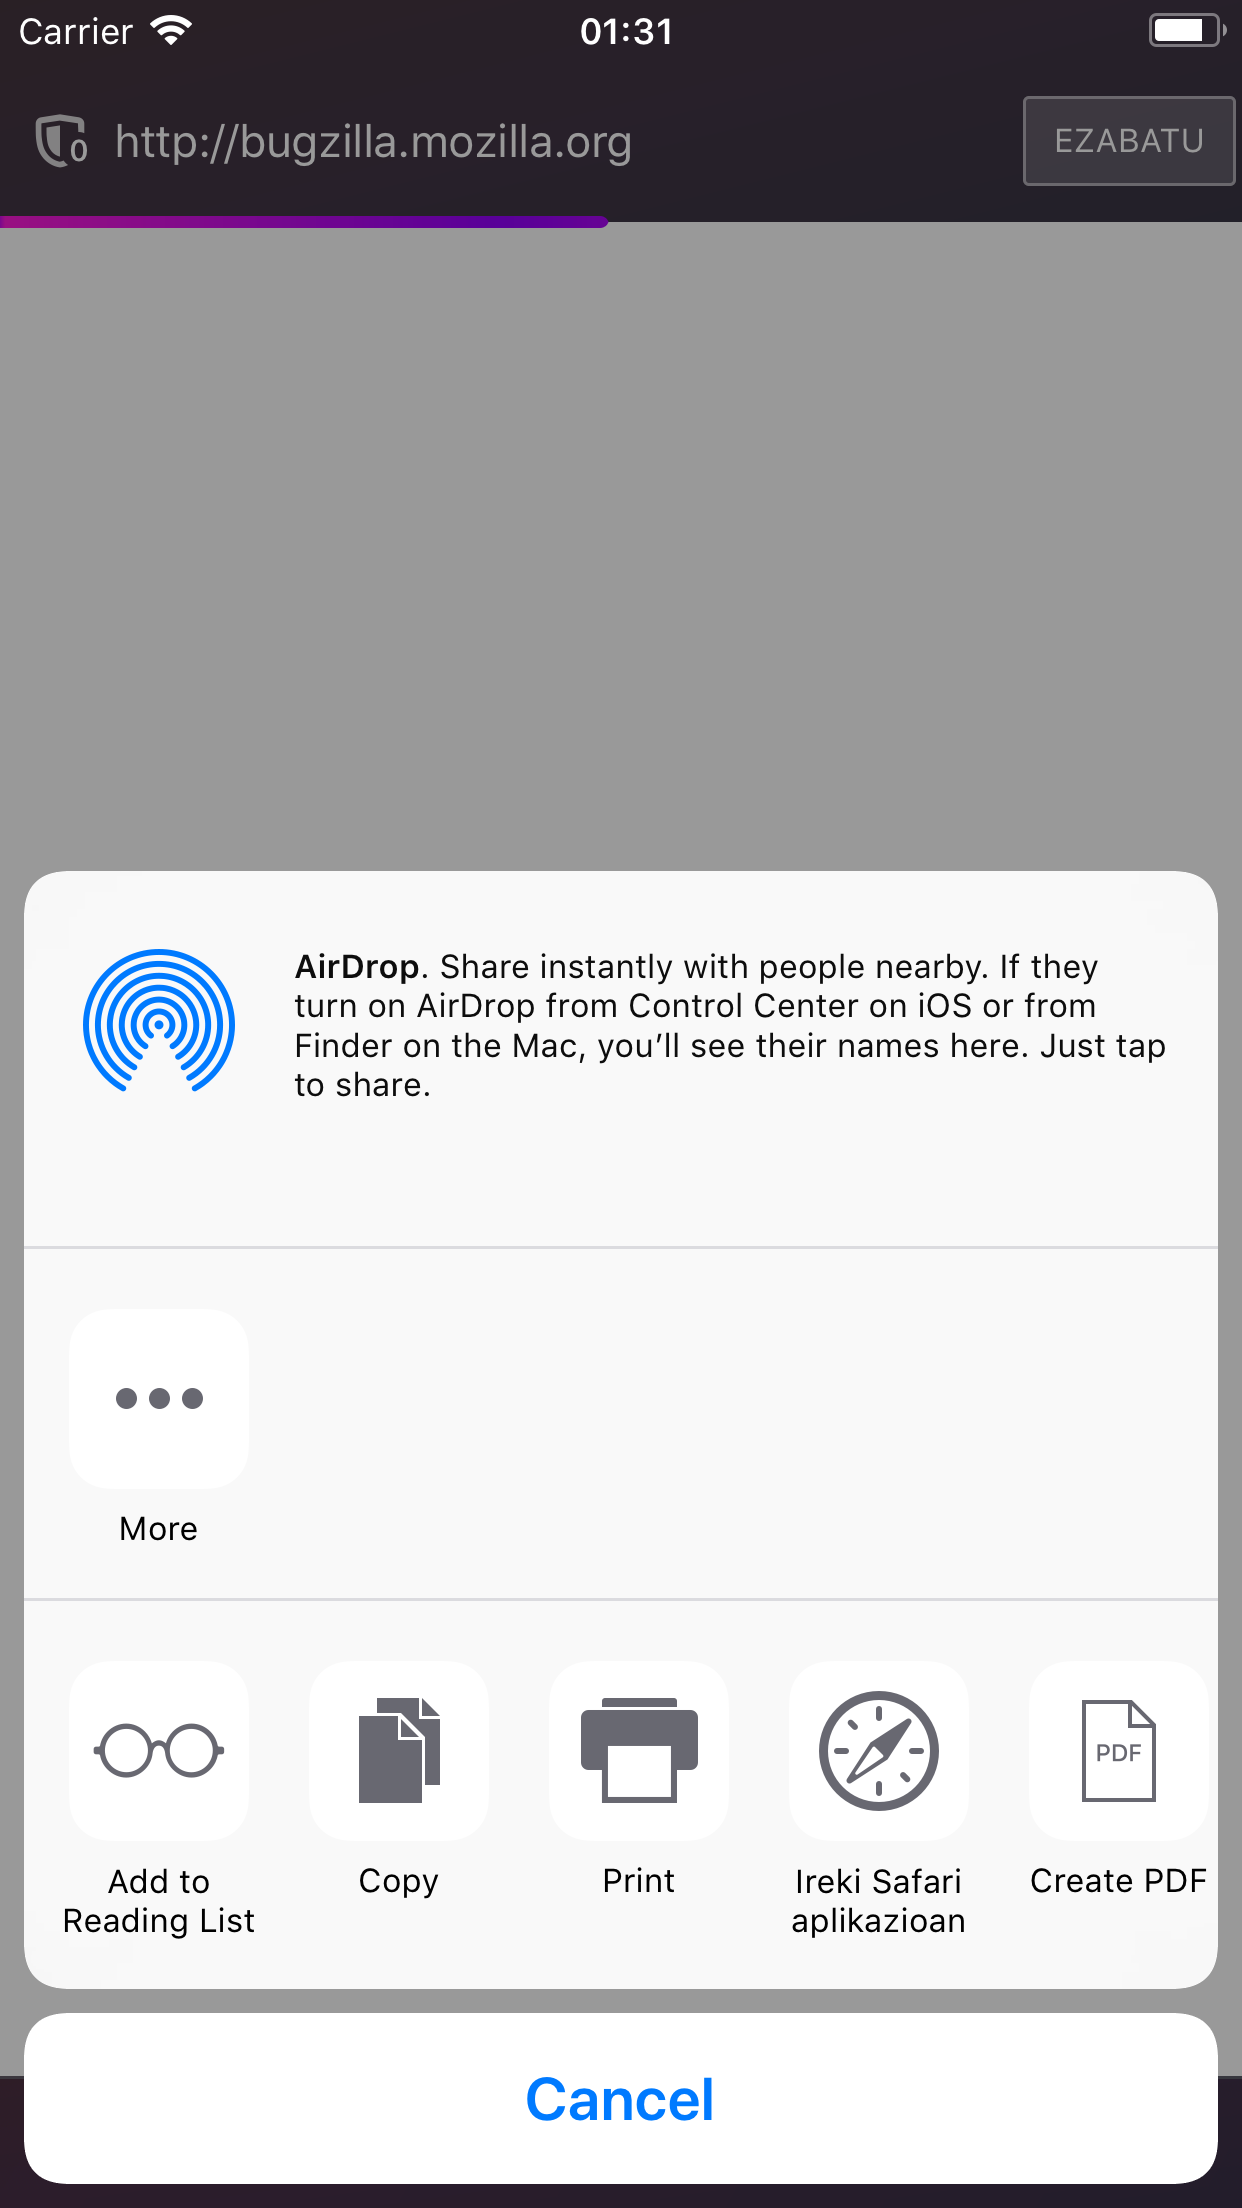 Carrier
01:31
0
http://bugzilla.mozilla.org
EZABATU
AirDrop. Share instantly with people nearby. If they
turn on AirDrop from Control Center on iOS or from
Finder on the Mac, you’ll see their names here. Just tap
to share.
More
Add to
Reading List
Copy
Print
Ireki Safari
aplikazioan
PDF
Create PDF
Cancel